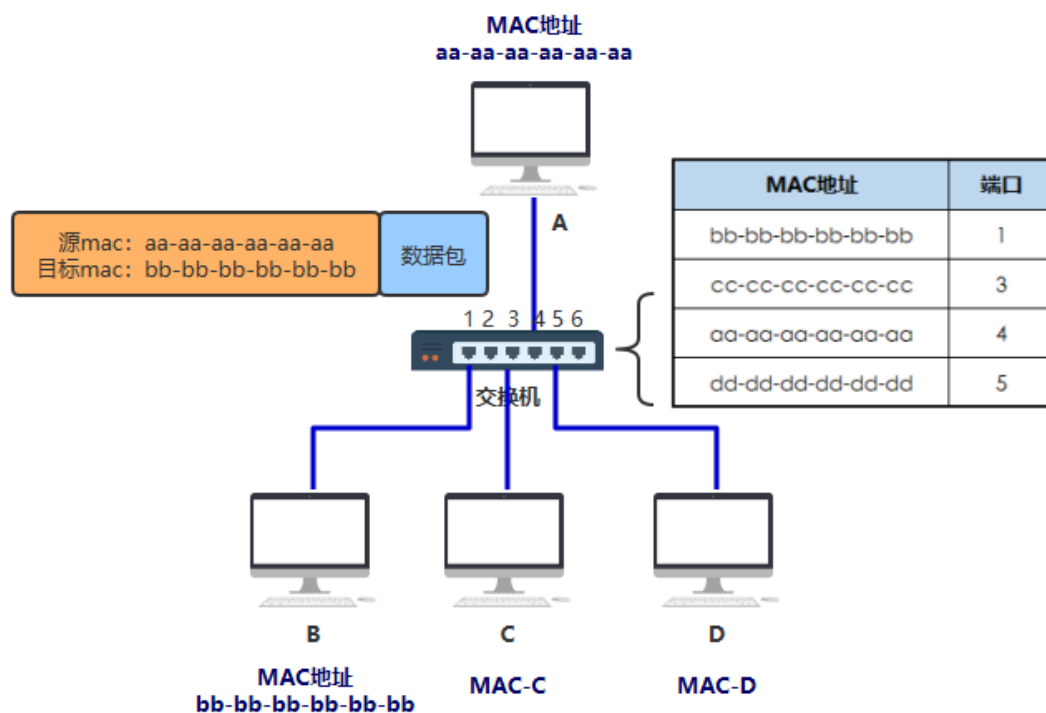 MAC地址
aa-aa-aa-aa-aa-aa
A
源mac：aa-aa-aa-aa-aa-aa
目标mac：bb-bb-bb-bb-bb-bb
数据包
MAC地址 端口
bb-bb-bb-bb-bb-bb 1
cc-cc-cc-cc-cc-cc 3
aa-aa-aa-aa-aa-aa 4
dd-dd-dd-dd-dd-dd 5
1 2 3 4 5 6
交换机
B C D
MAC地址
bb-bb-bb-bb-bb-bb
MAC-C
MAC-D